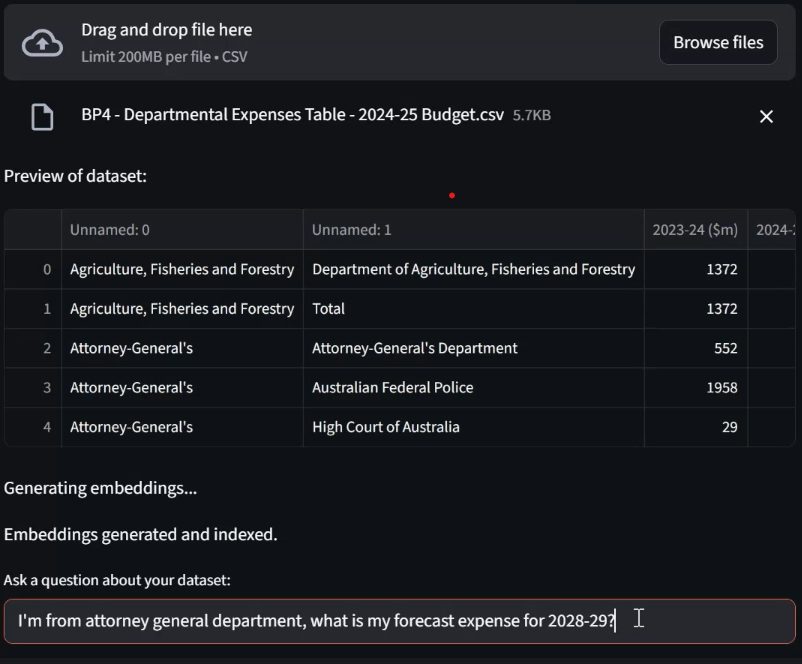 Drag and drop file here
Limit 200MB per file • CSV
Browse files
BP4 - Departmental Expenses Table - 2024-25 Budget.csv 5.7KB
Preview of dataset:
Unnamed: 0 Unnamed: 1 2023-24 ($m) 2024-
0 Agriculture, Fisheries and Forestry Department of Agriculture, Fisheries and Forestry 1372
1 Agriculture, Fisheries and Forestry Total 1372
2 Attorney-General's Attorney-General's Department 552
3 Attorney-General's Australian Federal Police 1958
4 Attorney-General's High Court of Australia 29
Generating embeddings...
Embeddings generated and indexed.
Ask a question about your dataset:
I'm from attorney general department, what is my forecast expense for 2028-29?